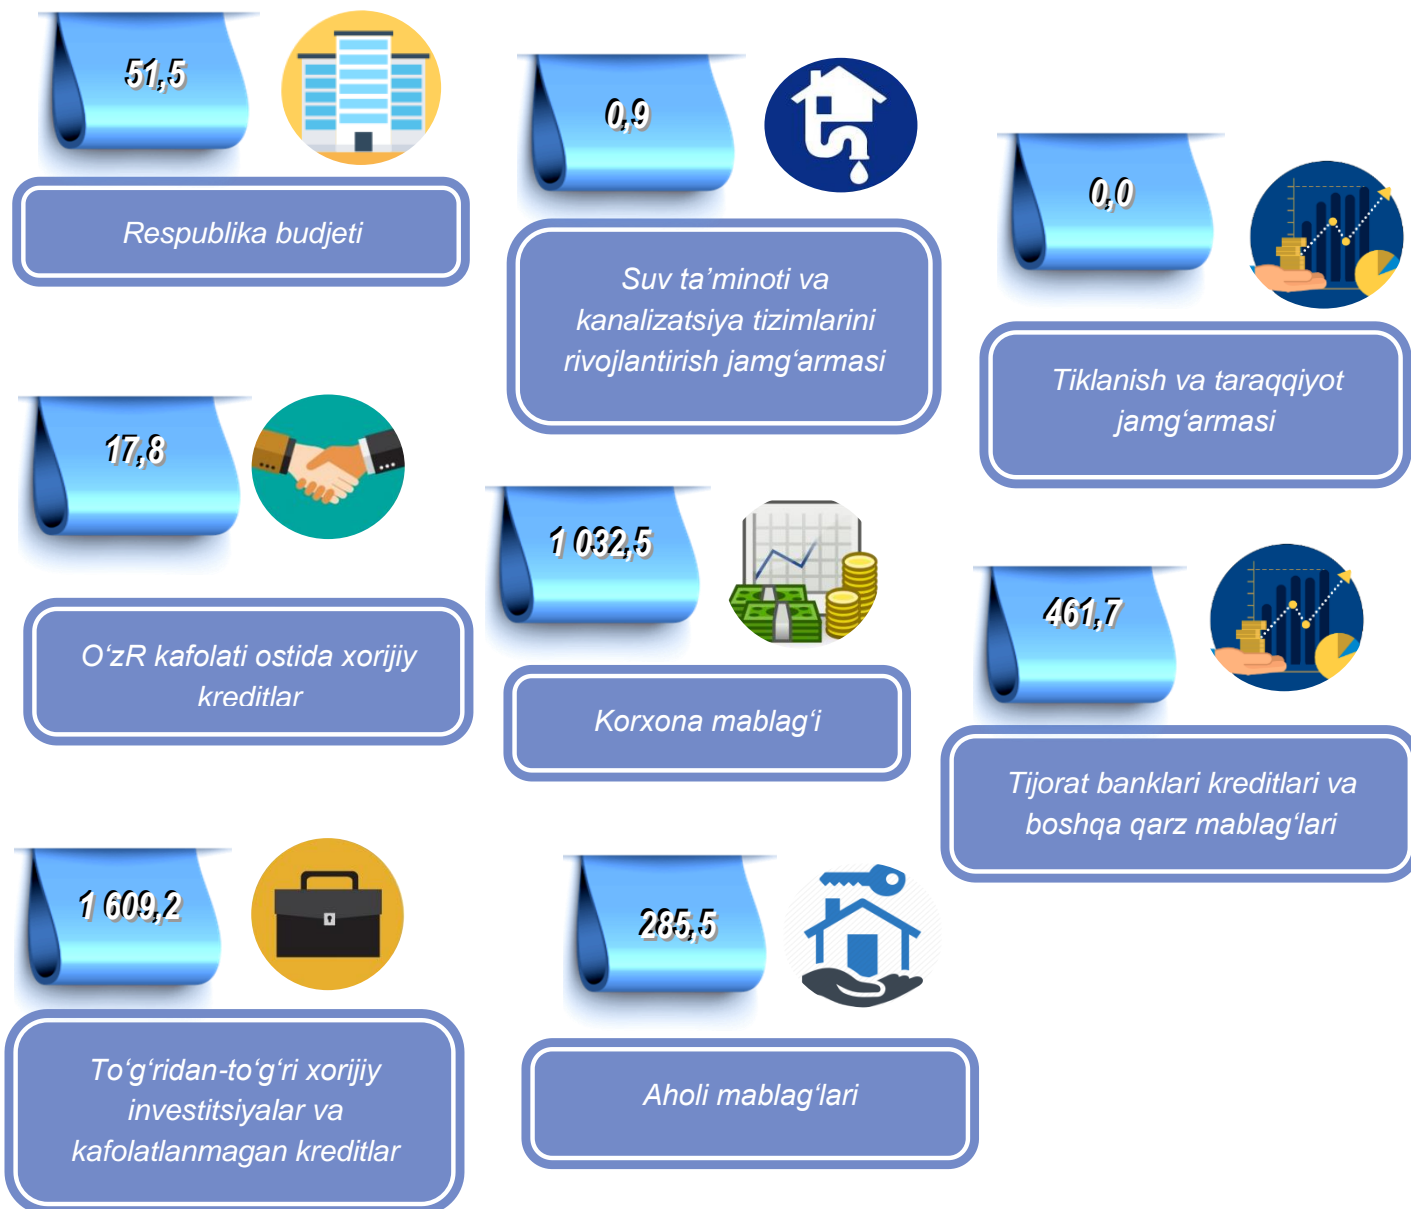 51,5
Respublika budjeti
0,9
Suv ta’minoti va
kanalizatsiya tizimlarini
rivojlantirish jamg‘armasi
0,0
Tiklanish va taraqqiyot
jamg‘armasi
17,8
O‘zR kafolati ostida xorijiy
kreditlar
1 032,5
Korxona mablag‘i
461,7
Tijorat banklari kreditlari va
boshqa qarz mablag‘lari
1 609,2
To‘g‘ridan-to‘g‘ri xorijiy
investitsiyalar va
kafolatlanmagan kreditlar
285,5
Aholi mablag‘lari